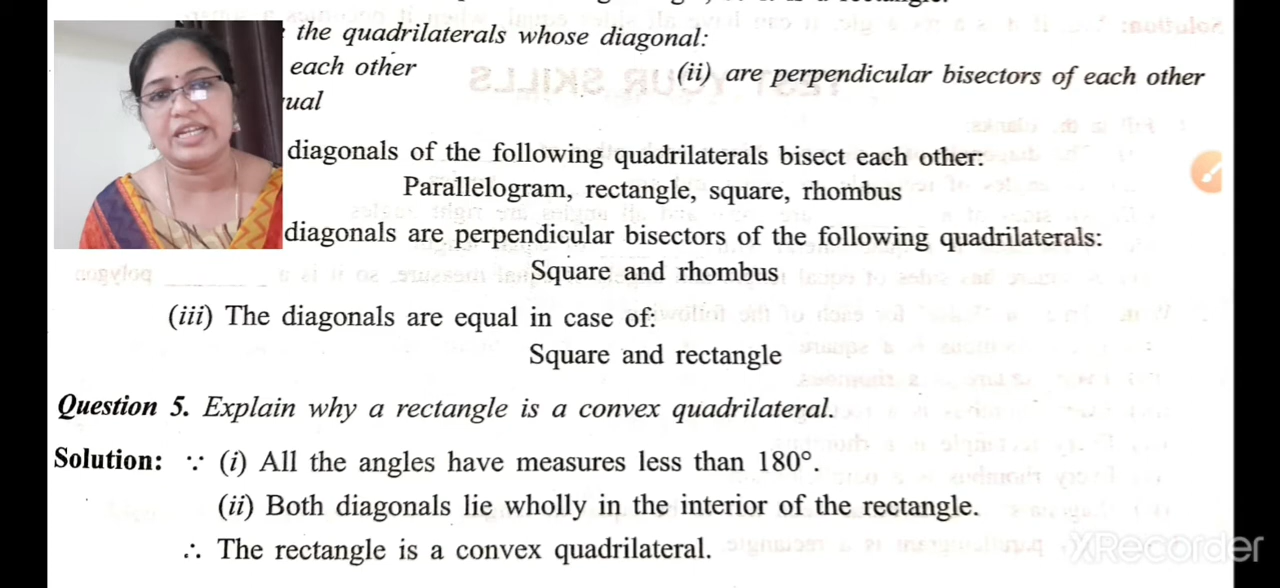 the quadrilaterals whose diagonal:
each other (ii) are perpendicular bisectors of each other
diagonals of the following quadrilaterals bisect each other:
Parallelogram, rectangle, square, rhombus
diagonals are perpendicular bisectors of the following quadrilaterals:
Square and rhombus
(iii) The diagonals are equal in case of:
Square and rectangle
Question 5. Explain why a rectangle is a convex quadrilateral.
Solution: ∵ (i) All the angles have measures less than 180°.
(ii) Both diagonals lie wholly in the interior of the rectangle.
∴ The rectangle is a convex quadrilateral.
XRecorder